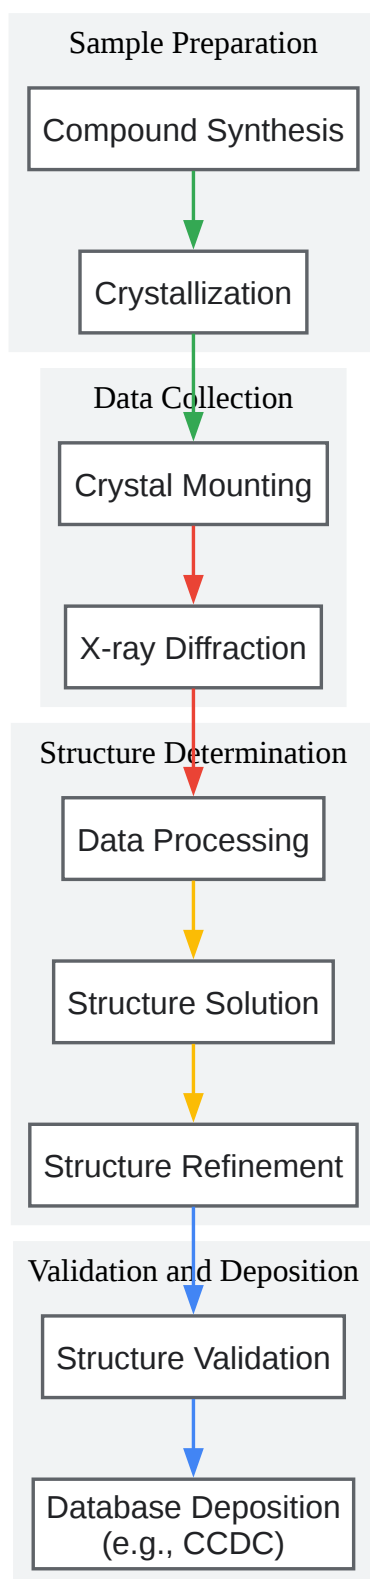 Sample Preparation
Compound Synthesis
Crystallization
Data Collection
Crystal Mounting
X-ray Diffraction
Structure Determination
Data Processing
Structure Solution
Structure Refinement
Validation and Deposition
Structure Validation
Database Deposition
(e.g., CCDC)